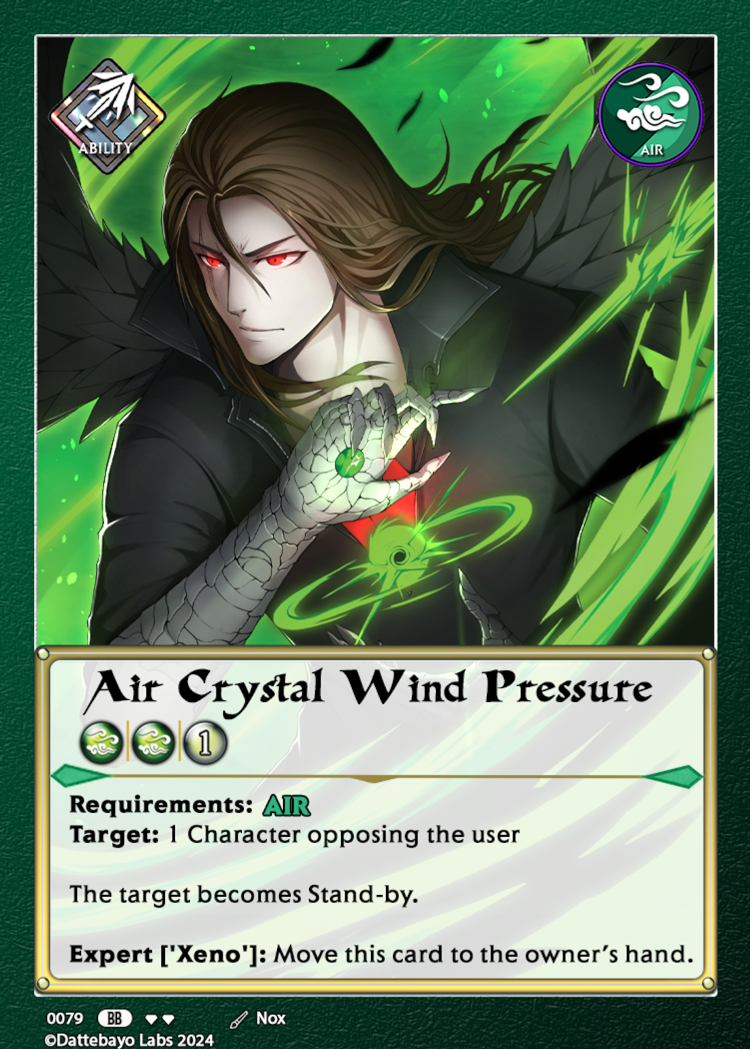 ABILITY
AIR
Air Crystal Wind Pressure
1
Requirements: AIR
Target: 1 Character opposing the user
The target becomes Stand-by.
Expert ['Xeno']: Move this card to the owner's hand.
0079 BB Nox
©Dattebayo Labs 2024